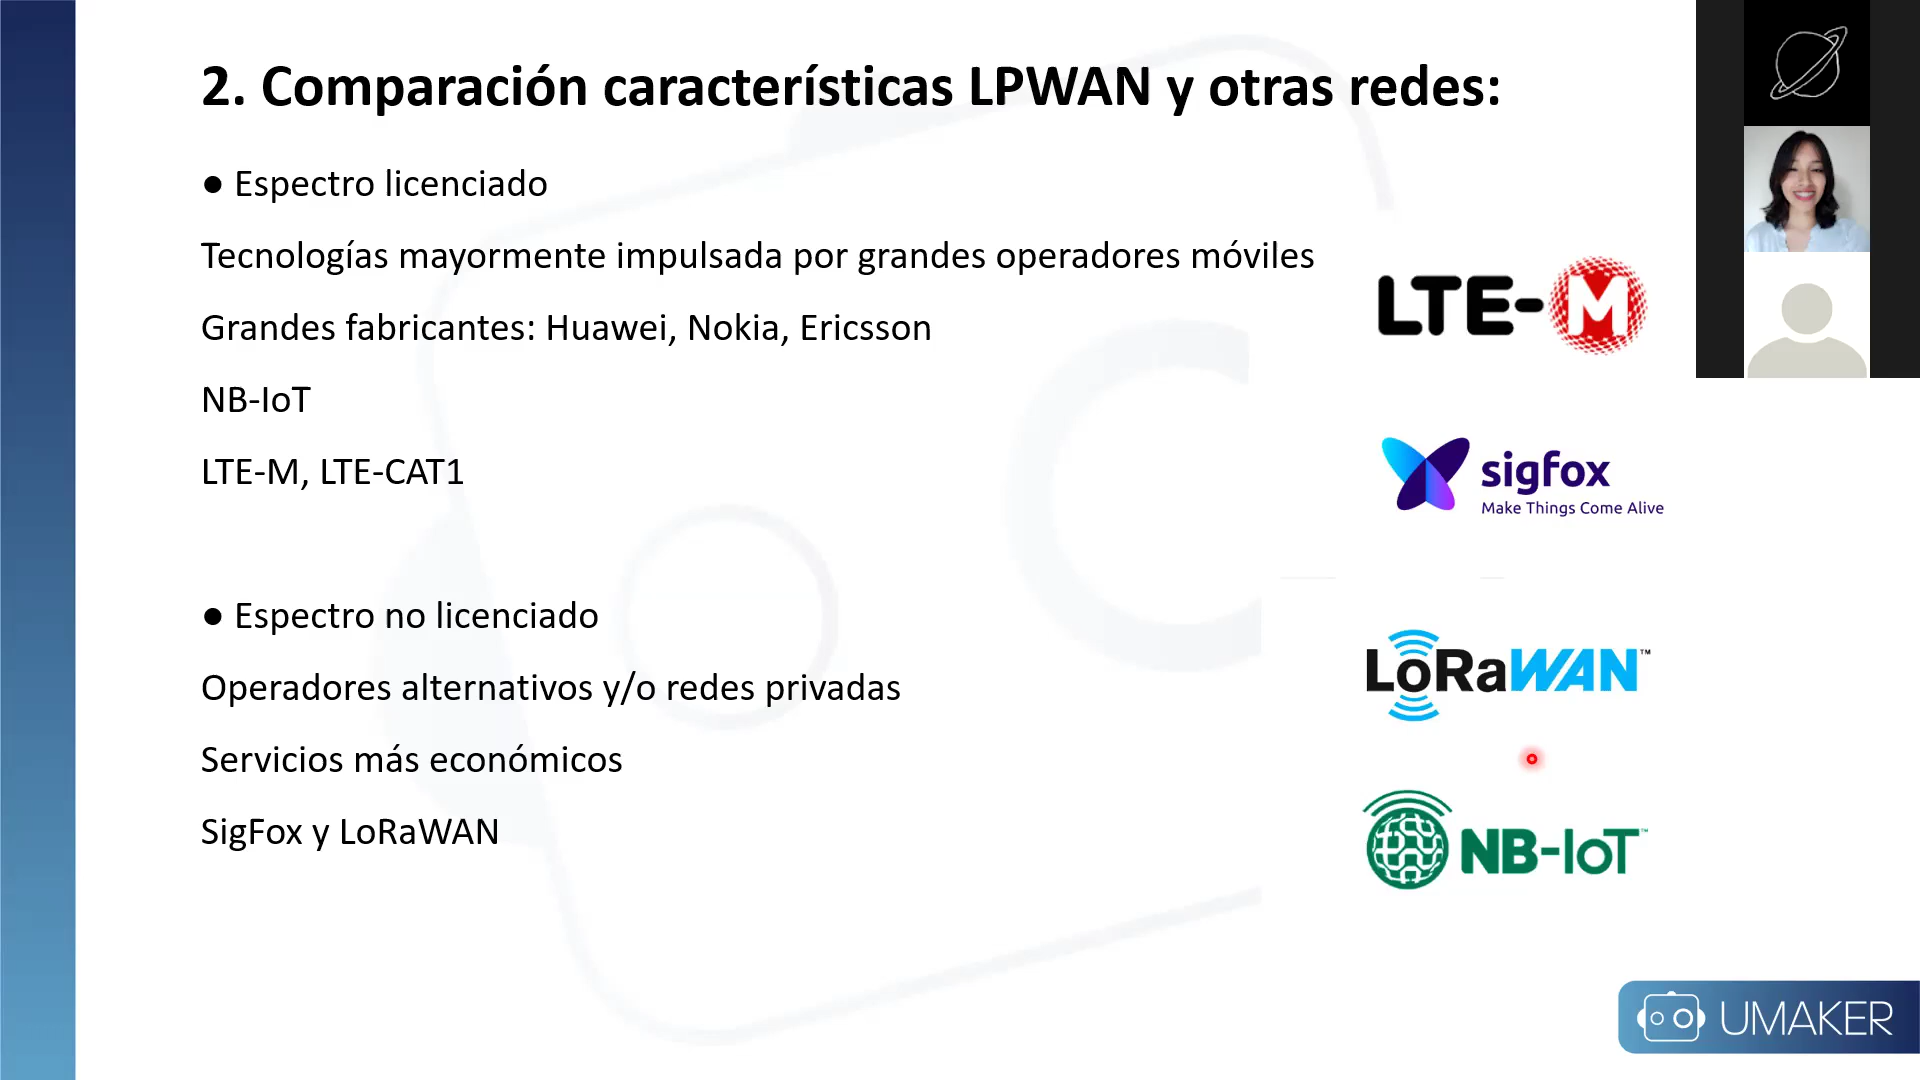 2. Comparación características LPWAN y otras redes:
● Espectro licenciado
Tecnologías mayormente impulsada por grandes operadores móviles
Grandes fabricantes: Huawei, Nokia, Ericsson
NB-IoT
LTE-M, LTE-CAT1
● Espectro no licenciado
Operadores alternativos y/o redes privadas
Servicios más económicos
SigFox y LoRaWAN
LTE-M
sigfox
Make Things Come Alive
LoRaWAN™
NB-IoT™
UMAKER